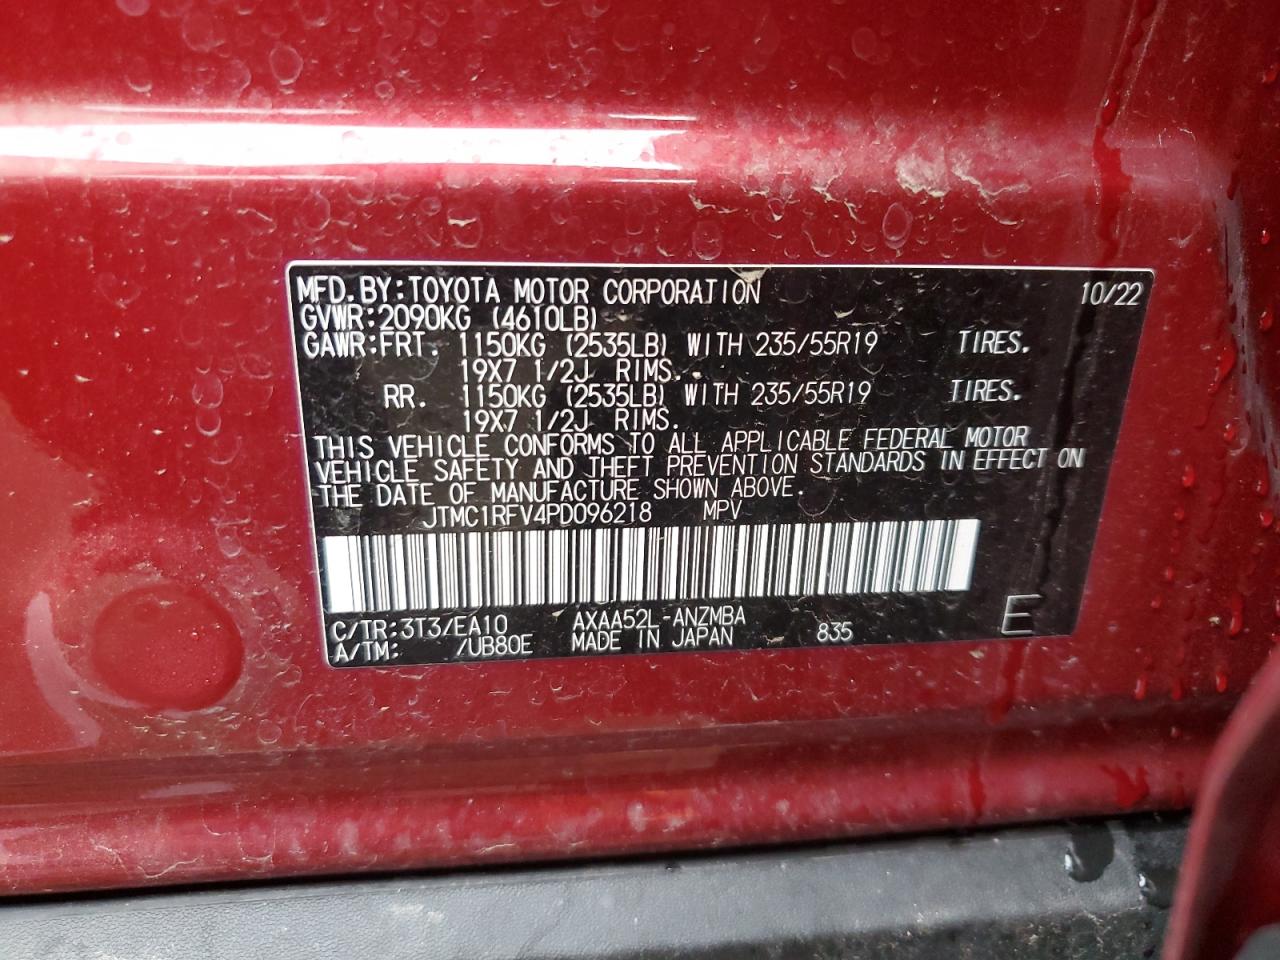 MFD. BY: TOYOTA MOTOR CORPORATION 10/22
GVWR: 2090KG (4610LB)
GAWR: FRT. 1150KG (2535LB) WITH 235/55R19 TIRES.
19X7 1/2J RIMS.
RR. 1150KG (2535LB) WITH 235/55R19 TIRES.
19X7 1/2J RIMS.
THIS VEHICLE CONFORMS TO ALL APPLICABLE FEDERAL MOTOR
VEHICLE SAFETY AND THEFT PREVENTION STANDARDS IN EFFECT ON
THE DATE OF MANUFACTURE SHOWN ABOVE.
JTMC1RFV4PD096218 MPV
C/TR: 3T3/EA10 AXAA52L-ANZMBA
A/TM: /UB80E MADE IN JAPAN 835 E